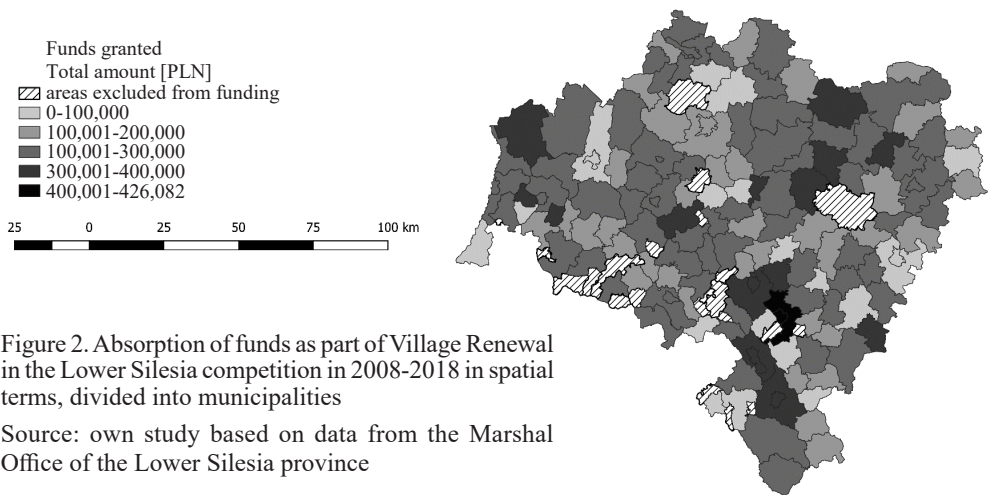 Funds granted
Total amount [PLN]
areas excluded from funding
0-100,000
100,001-200,000
100,001-300,000
300,001-400,000
400,001-426,082
25 0 25 50 75 100 km
Figure 2. Absorption of funds as part of Village Renewal
in the Lower Silesia competition in 2008-2018 in spatial
terms, divided into municipalities
Source: own study based on data from the Marshal
Office of the Lower Silesia province